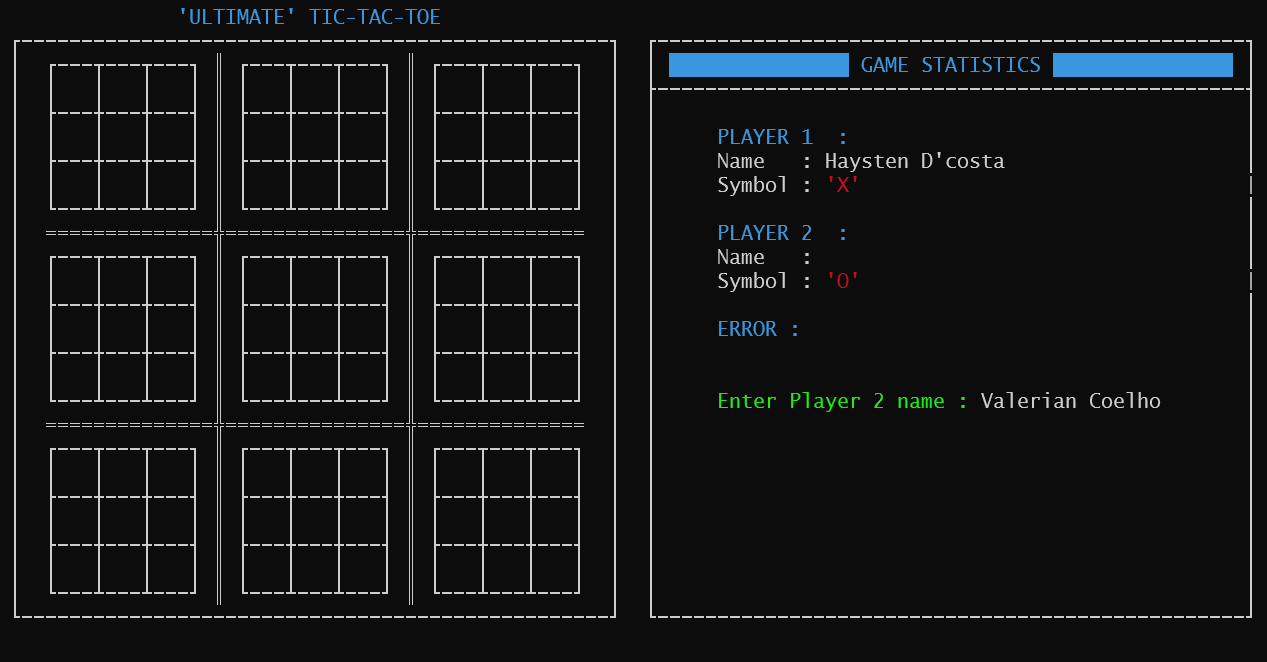 'ULTIMATE' TIC-TAC-TOE
GAME STATISTICS
PLAYER 1  :
Name   : Haysten D'costa
Symbol : 'X'
PLAYER 2  :
Name   :
Symbol : 'O'
ERROR :
Enter Player 2 name : Valerian Coelho